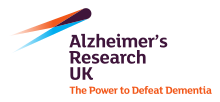 Alzheimer's
Research
UK
The Power to Defeat Dementia